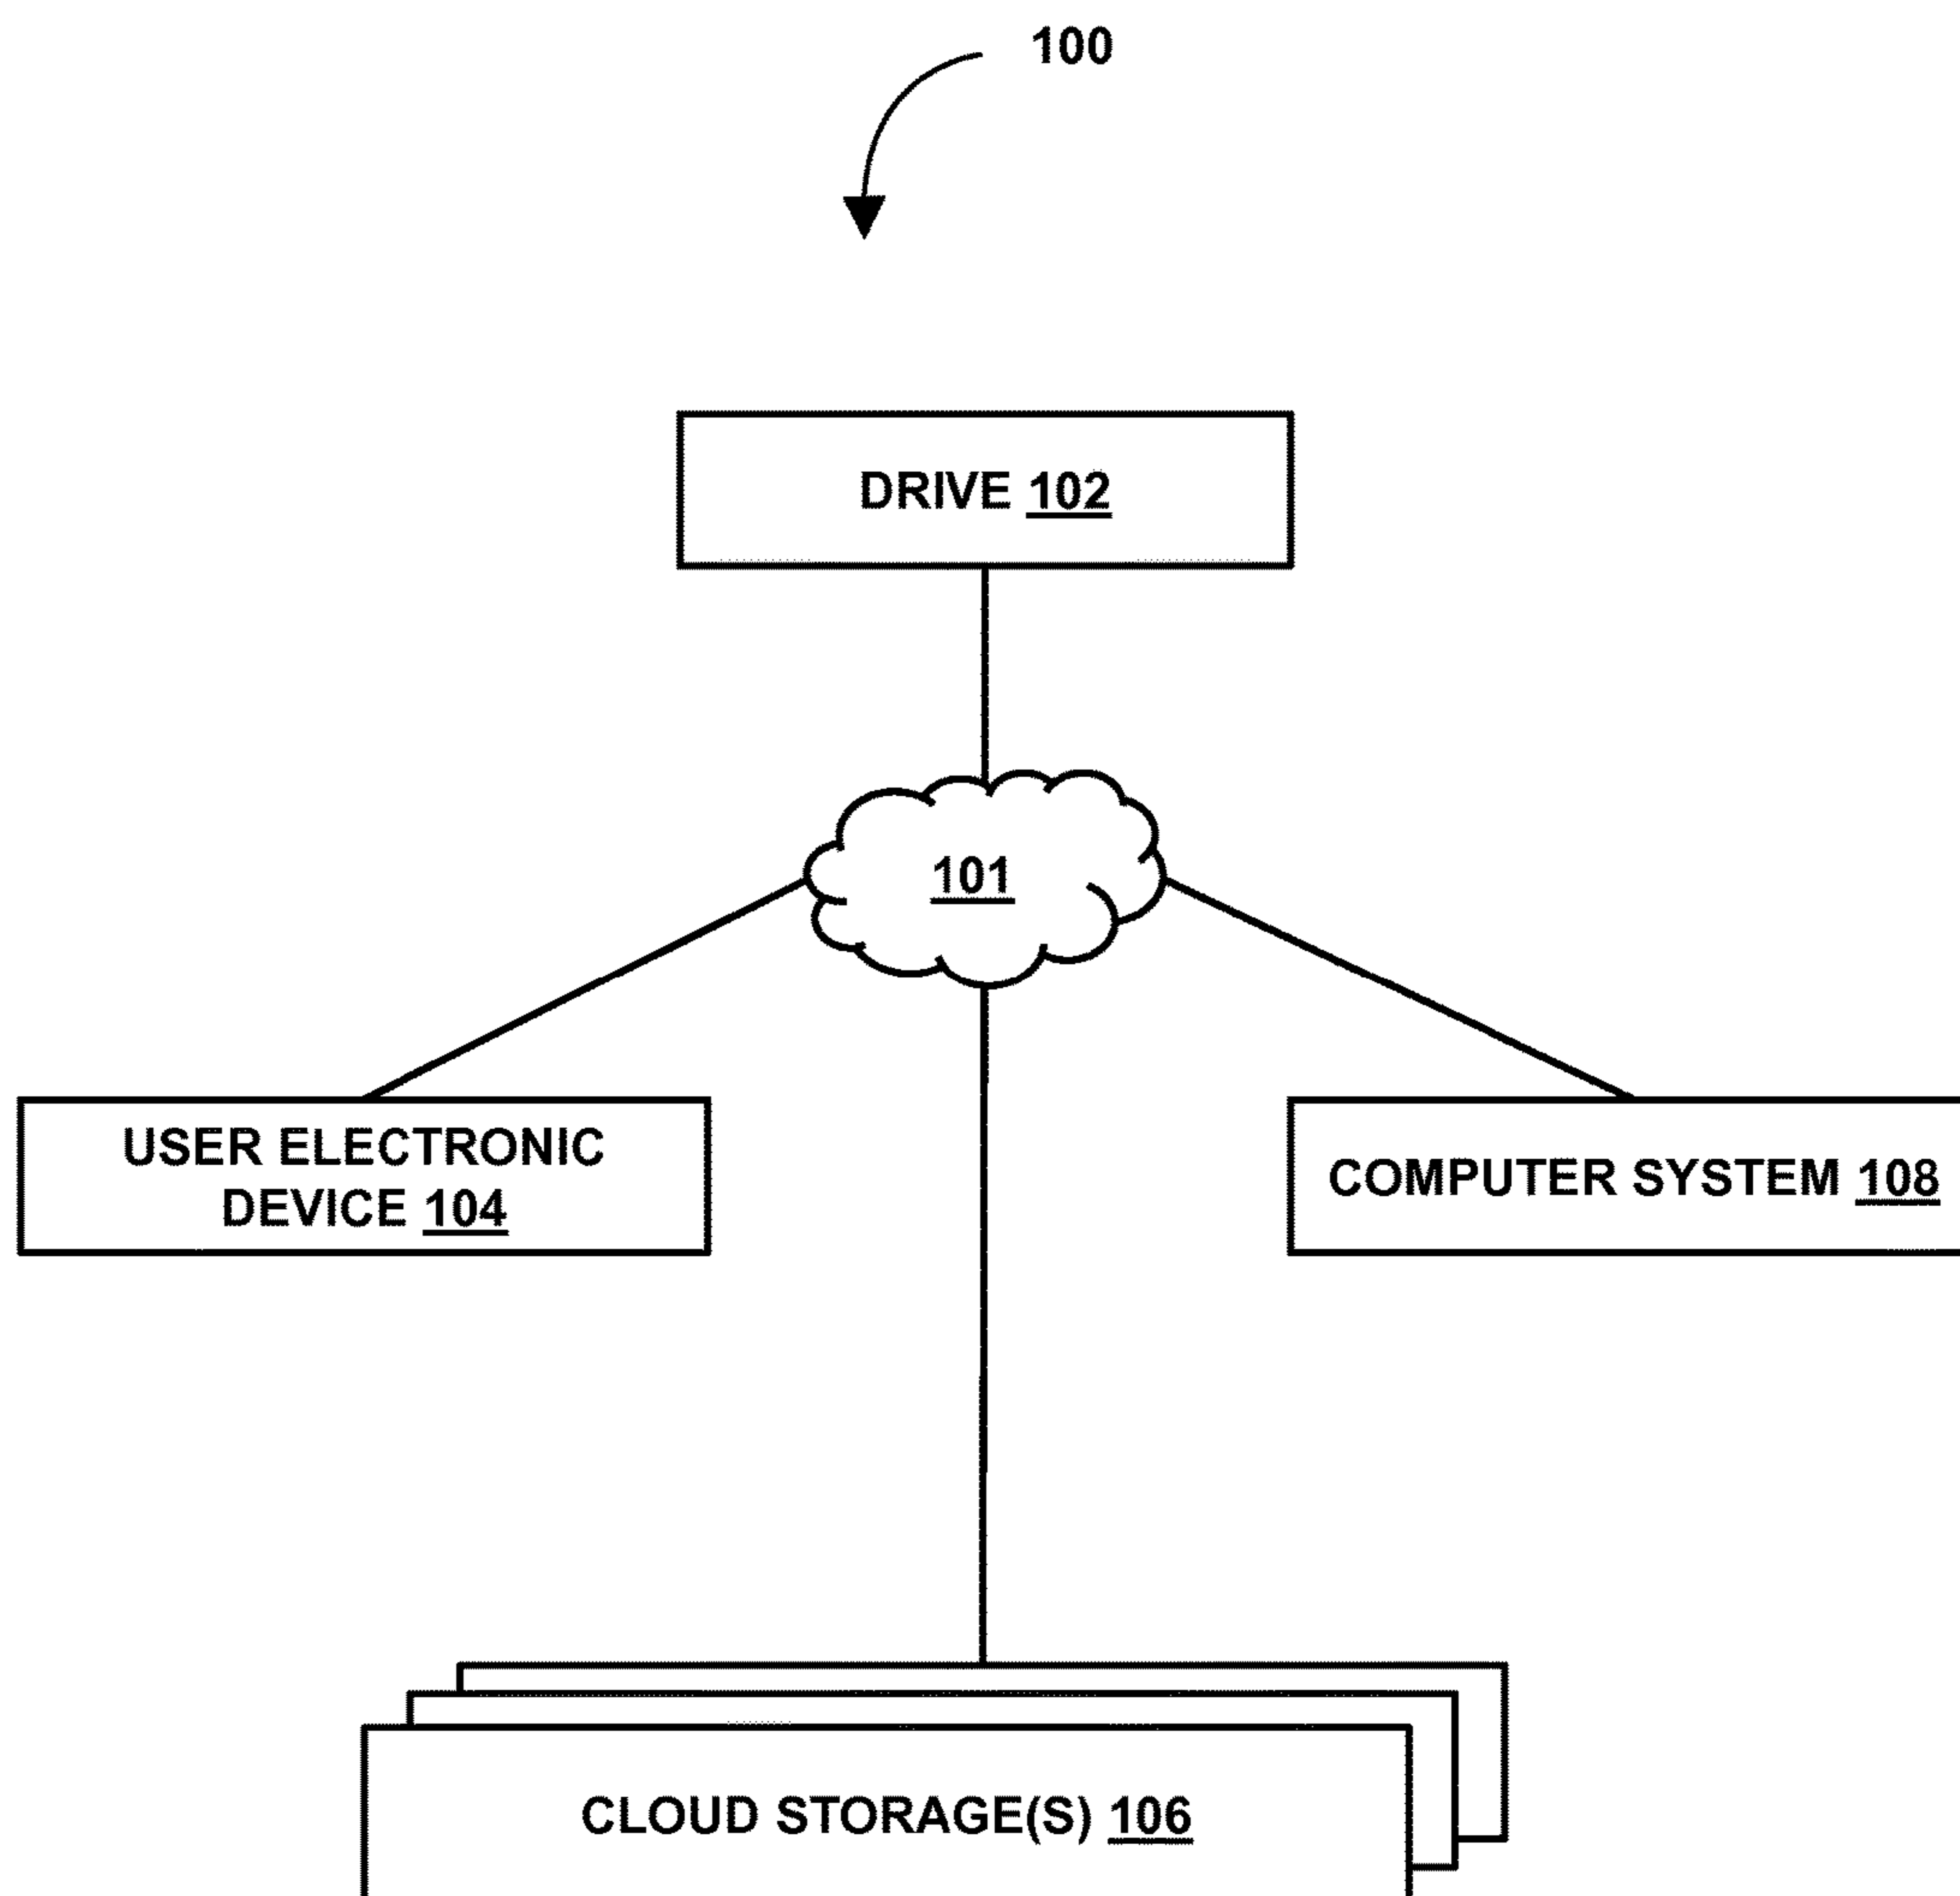 100
DRIVE 102
101
USER ELECTRONIC
DEVICE 104
COMPUTER SYSTEM 108
CLOUD STORAGE(S) 106